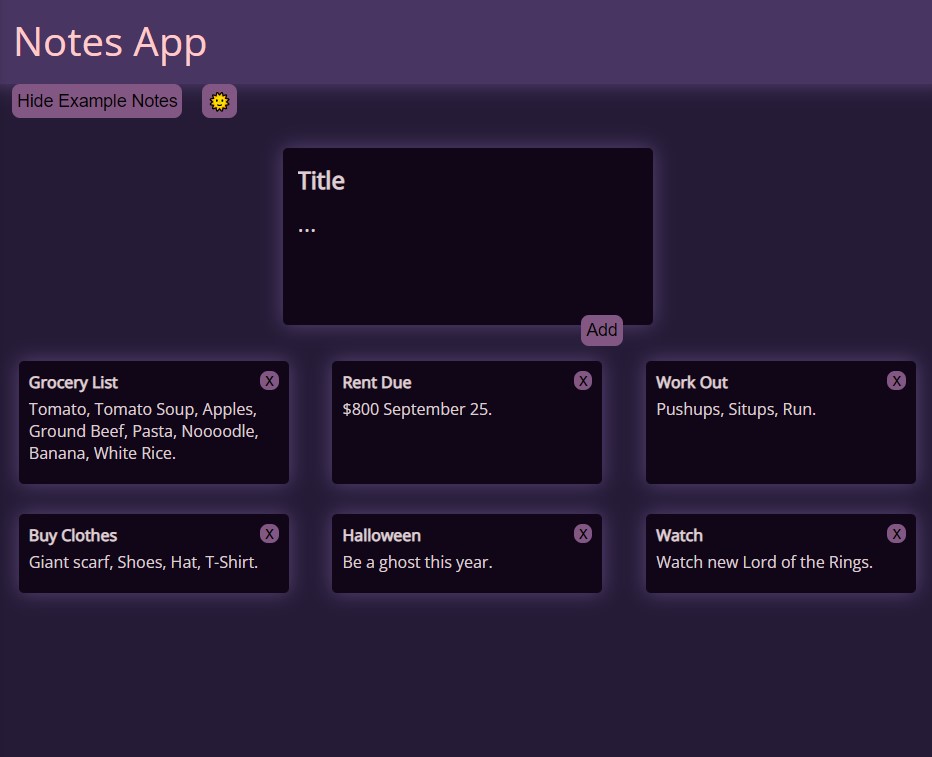 Notes App
Hide Example Notes
Title
...
Add
Grocery List X
Tomato, Tomato Soup, Apples,
Ground Beef, Pasta, Noooodle,
Banana, White Rice.
Rent Due X
$800 September 25.
Work Out X
Pushups, Situps, Run.
Buy Clothes X
Giant scarf, Shoes, Hat, T-Shirt.
Halloween X
Be a ghost this year.
Watch X
Watch new Lord of the Rings.